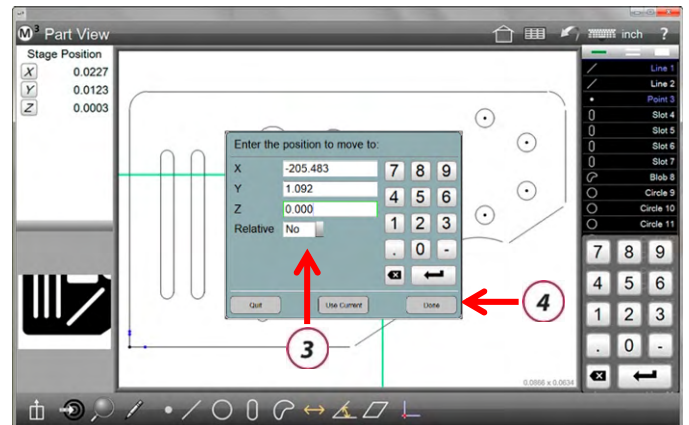 M³ Part View
inch ?
Stage Position
X 0.0227
Y 0.0123
Z 0.0003
Enter the position to move to:
X -205.483
Y 1.092
Z 0.000
Relative No
7 8 9
4 5 6
1 2 3
. 0 -
Quit Use Current Done
3
4
Line 1
Line 2
Point 3
Slot 4
Slot 5
Slot 6
Slot 7
Blob 8
Circle 9
Circle 10
Circle 11
7 8 9
4 5 6
1 2 3
. 0 -
0.0866 x 0.0634